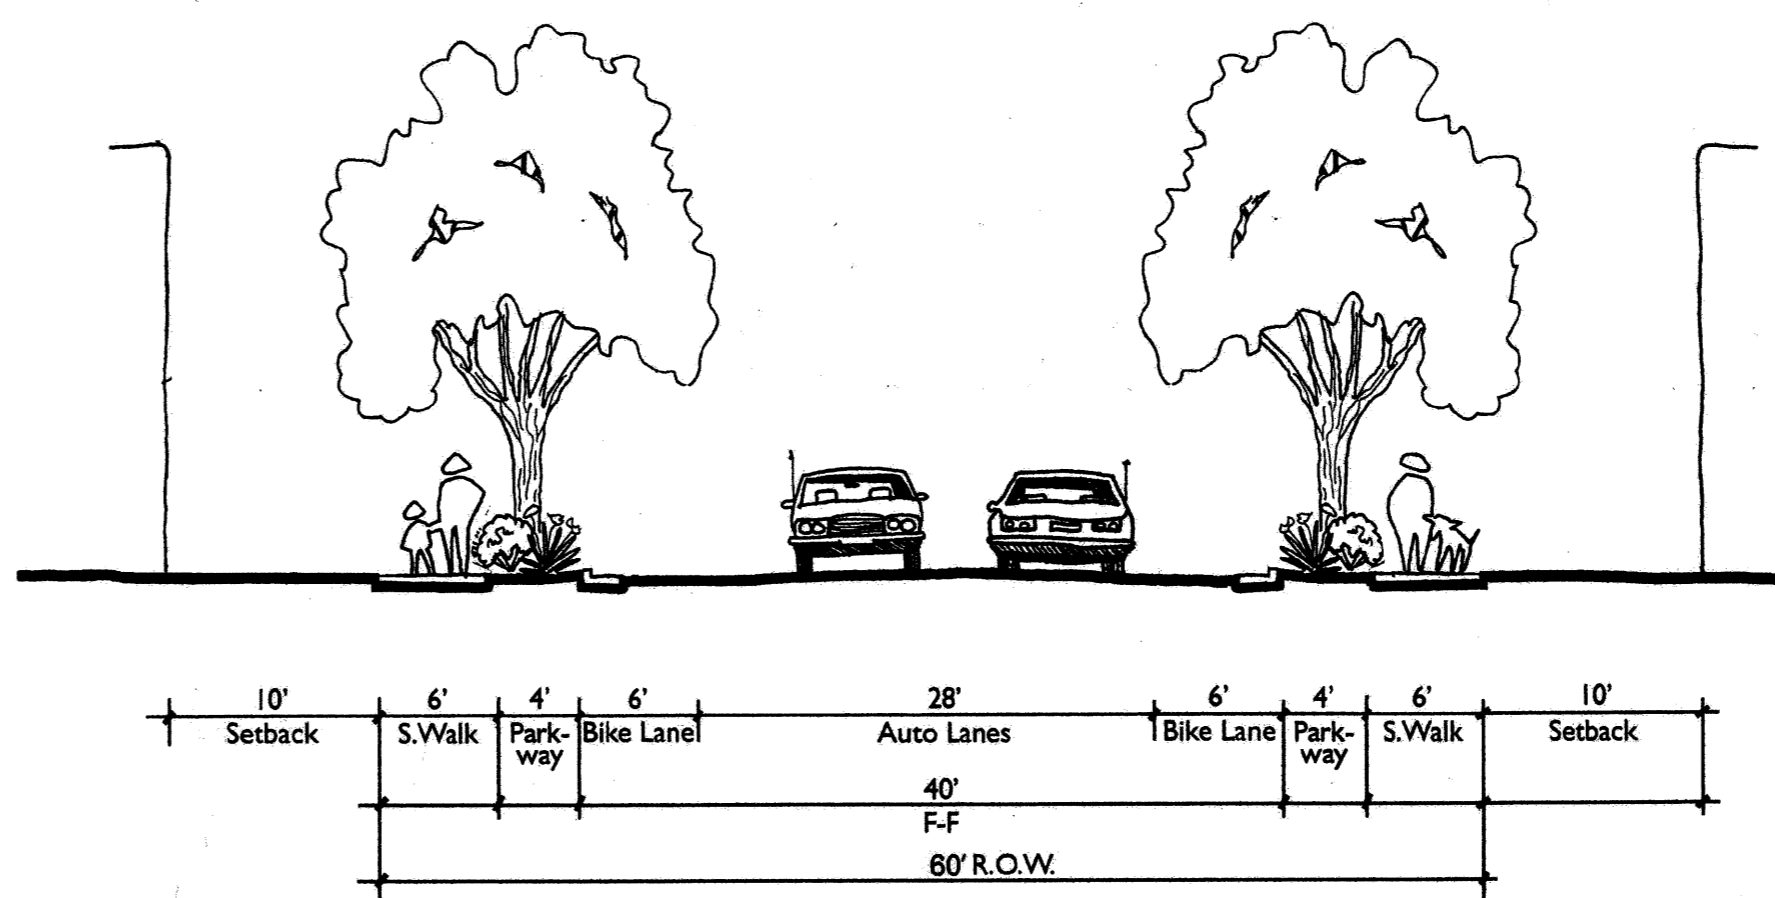 10' 6' 4' 6' 28' 6' 4' 6' 10'
Setback S.Walk Park- Bike Lane Auto Lanes Bike Lane Park- S.Walk Setback
way way
40'
F-F
60' R.O.W.